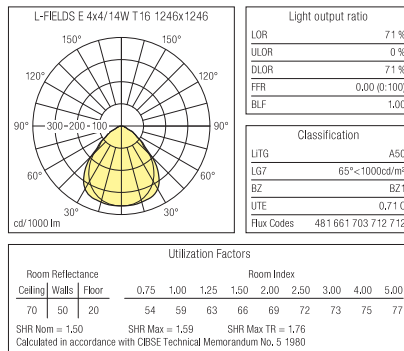 L-FIELDS E 4x4/14W T16 1246x1246
150° 150°
120° 120°
90° 300 200 100 90°
60° 60°
30° 30°
cd/1000 lm
Light output ratio
LOR 71 %
ULOR 0 %
DLOR 71 %
FFR 0.00 (0:100)
BLF 1.00
Classification
LiTG A50
LG7 65°<1000cd/m²
BZ BZ1
UTE 0.71 C
Flux Codes 481 661 703 712 712
Utilization Factors
Room Reflectance Room Index
Ceiling Walls Floor 0.75 1.00 1.25 1.50 2.00 2.50 3.00 4.00 5.00
70 50 20 54 59 63 66 69 72 73 75 77
SHR Nom = 1.50 SHR Max = 1.59 SHR Max TR = 1.76
Calculated in accordance with CIBSE Technical Memorandum No. 5 1980